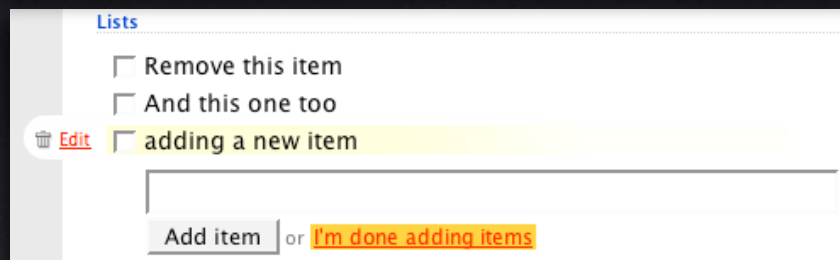 Lists
Remove this item
And this one too
Edit adding a new item
Add item or I'm done adding items